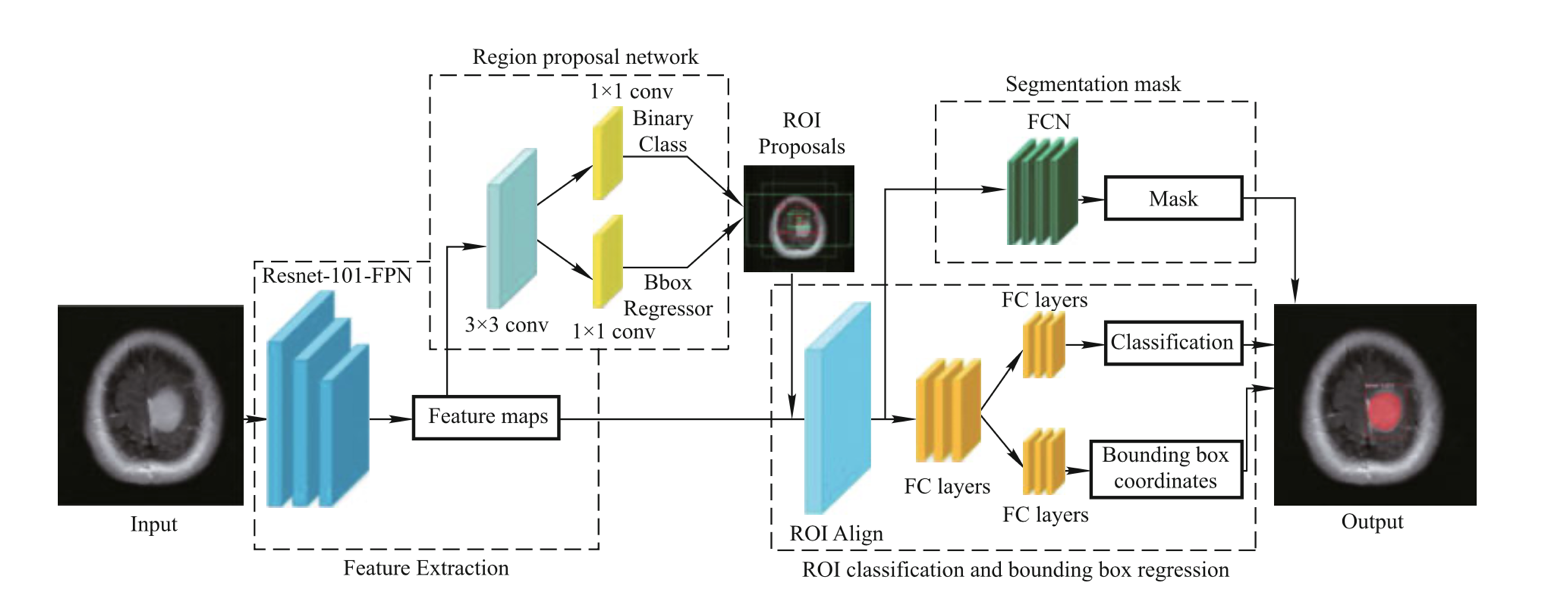 Region proposal network
1×1 conv
Binary
Class
Bbox
Regressor
1×1 conv
3×3 conv
ROI
Proposals
Segmentation mask
FCN
Mask
Resnet-101-FPN
Feature maps
Input
Feature Extraction
FC layers
Classification
FC layers
Bounding box
coordinates
FC layers
ROI Align
ROI classification and bounding box regression
Output